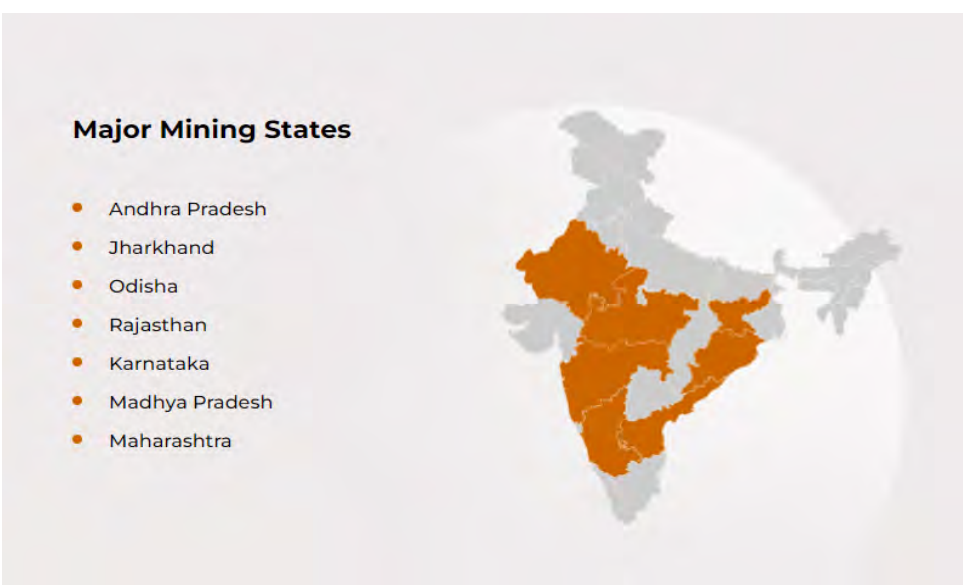 Major Mining States
Andhra Pradesh
Jharkhand
Odisha
Rajasthan
Karnataka
Madhya Pradesh
Maharashtra